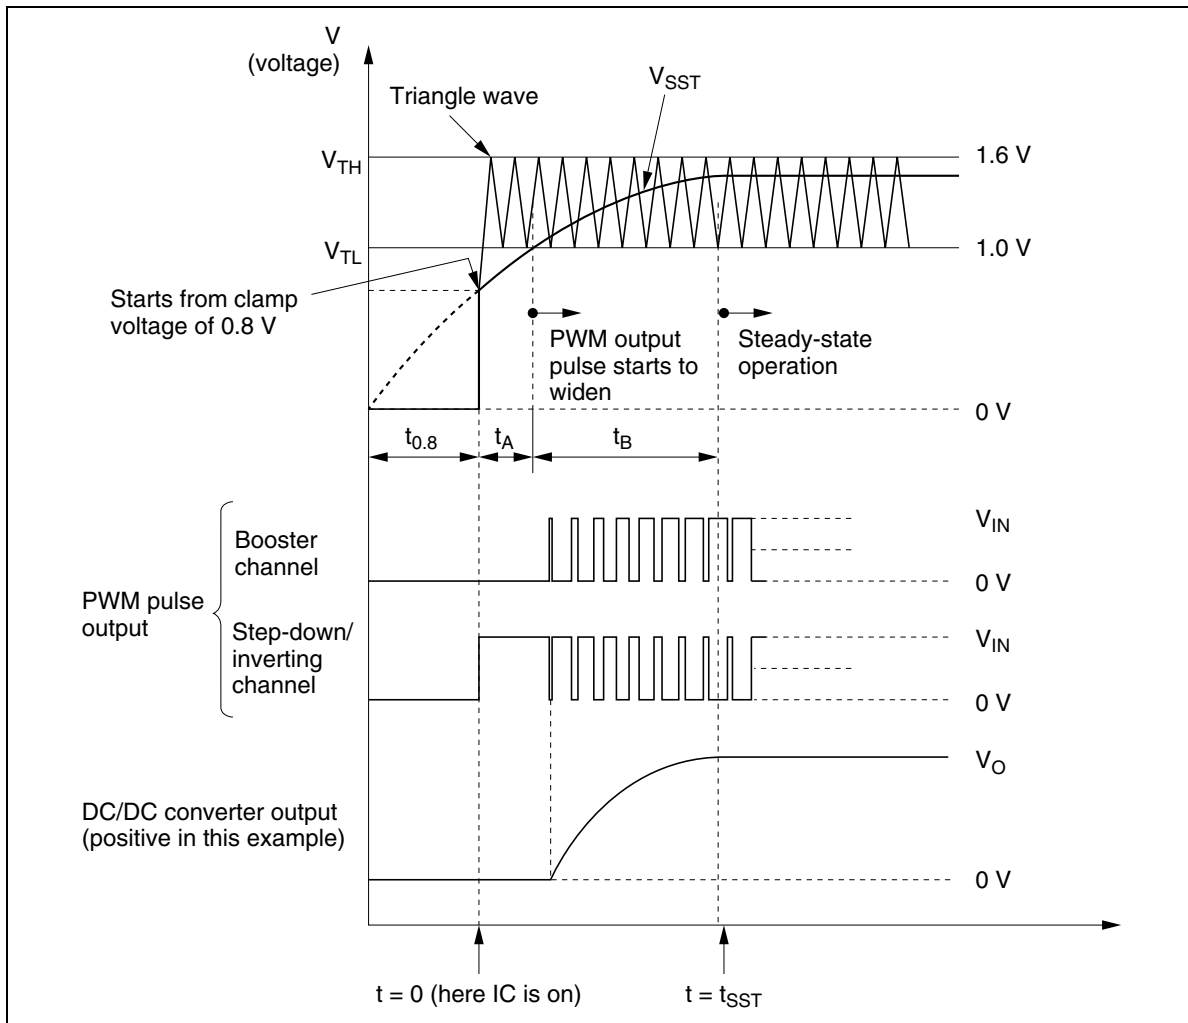 V
(voltage)
V_SST
Triangle wave
V_TH
1.6 V
V_TL
1.0 V
Starts from clamp
voltage of 0.8 V
PWM output
pulse starts to
widen
Steady-state
operation
0 V
t_0.8
t_A
t_B
PWM pulse
output
Booster
channel
V_IN
0 V
Step-down/
inverting
channel
V_IN
0 V
DC/DC converter output
(positive in this example)
V_O
0 V
t = 0 (here IC is on)
t = t_SST